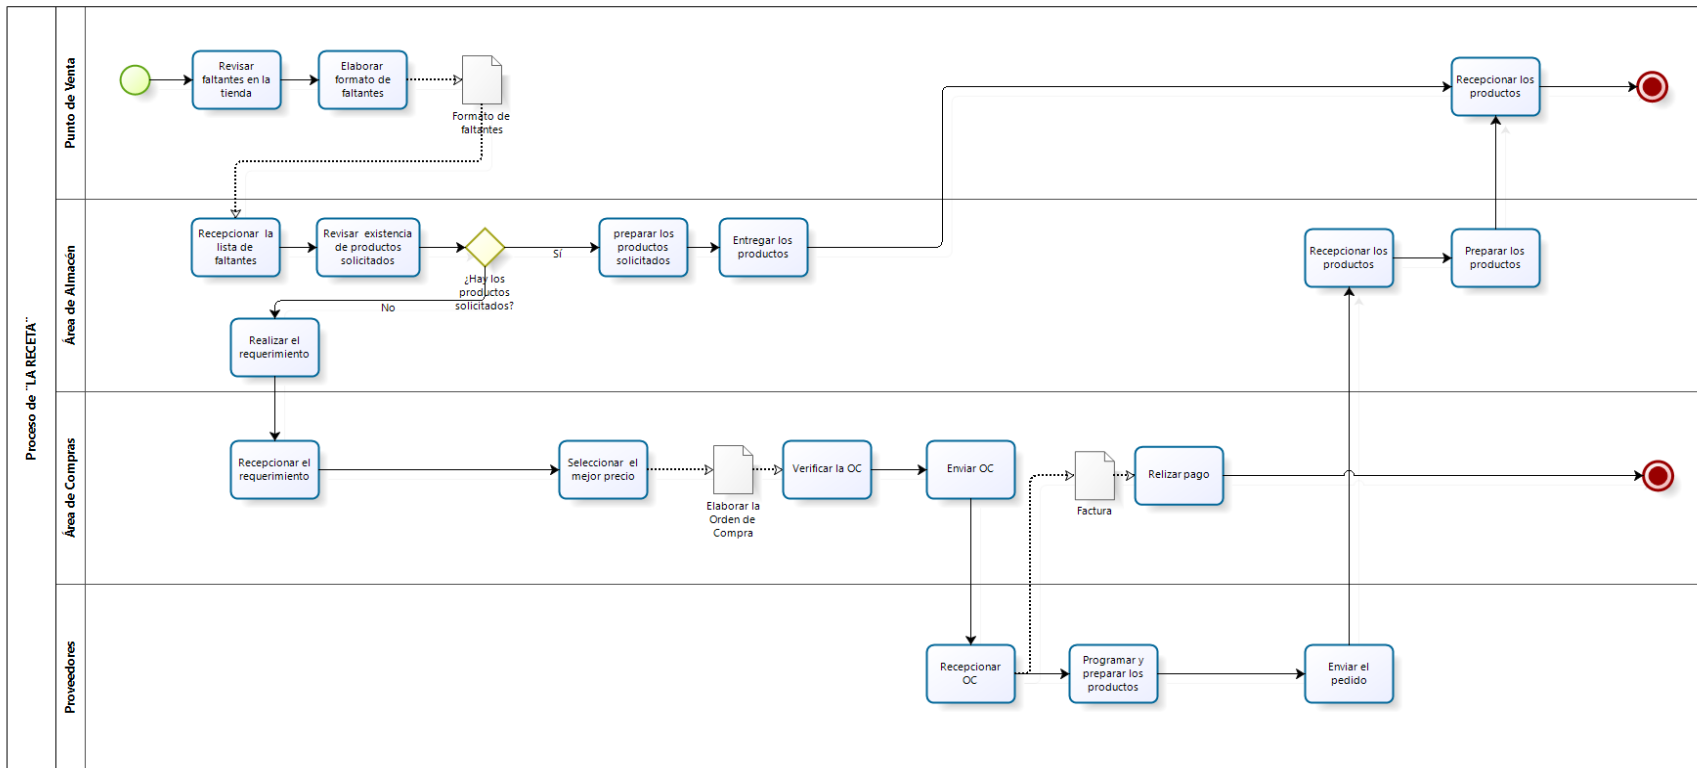 Proceso de ¨LA RECETA¨
Punto de Venta
Revisar
faltantes en la
tienda
Elaborar
formato de
faltantes
Formato de
faltantes
Recepcionar los
productos
Área de Almacén
Recepcionar la
lista de
faltantes
Revisar existencia
de productos
solicitados
¿Hay los
productos
solicitados?
Sí
No
preparar los
productos
solicitados
Entregar los
productos
Recepcionar los
productos
Preparar los
productos
Realizar el
requerimiento
Área de Compras
Recepcionar el
requerimiento
Seleccionar el
mejor precio
Elaborar la
Orden de
Compra
Verificar la OC
Enviar OC
Factura
Relizar pago
Proveedores
Recepcionar
OC
Programar y
preparar los
productos
Enviar el
pedido